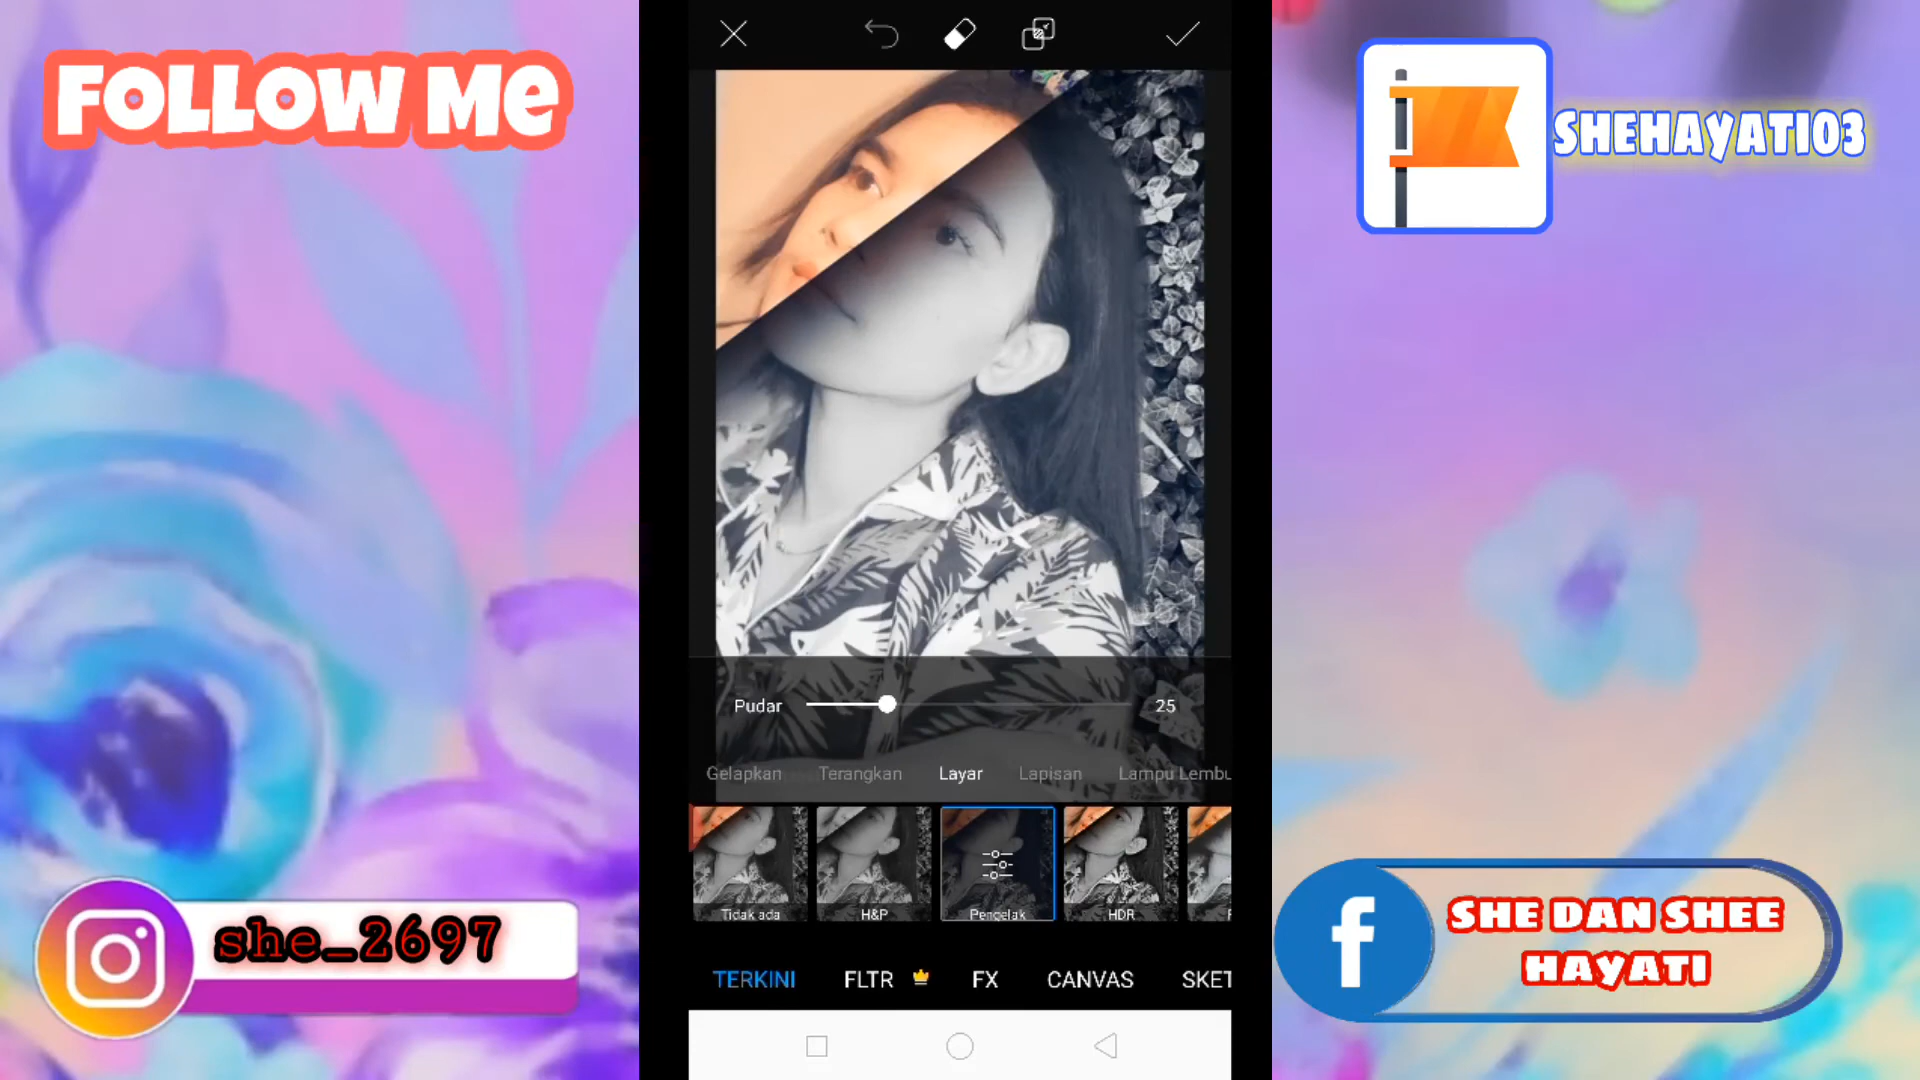 FOLLOW Me
SHEHAYATI03
Pudar
25
Gelapkan
Terangkan
Layar
Lapisan
Lampu Lembu
Tidak ada
H&P
Pengelak
HDR
TERKINI
FLTR
FX
CANVAS
SKET
she_2697
f
SHE DAN SHEE
HAYATI